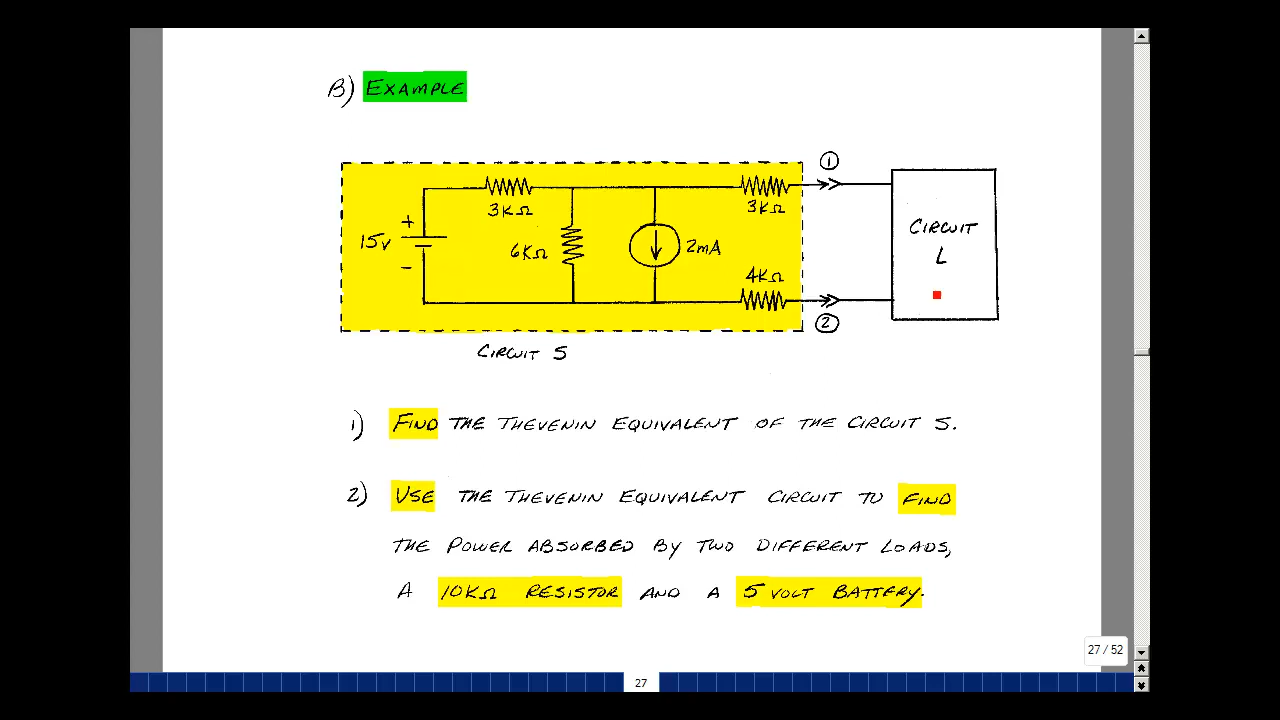 B) EXAMPLE
①
3KΩ
3KΩ
+
15V
-
6KΩ
2mA
4KΩ
②
CIRCUIT
L
CIRCUIT S
1) FIND THE THEVENIN EQUIVALENT OF THE CIRCUIT S.
2) USE THE THEVENIN EQUIVALENT CIRCUIT TO FIND
THE POWER ABSORBED BY TWO DIFFERENT LOADS,
A 10KΩ RESISTOR AND A 5 VOLT BATTERY.
27 / 52
27